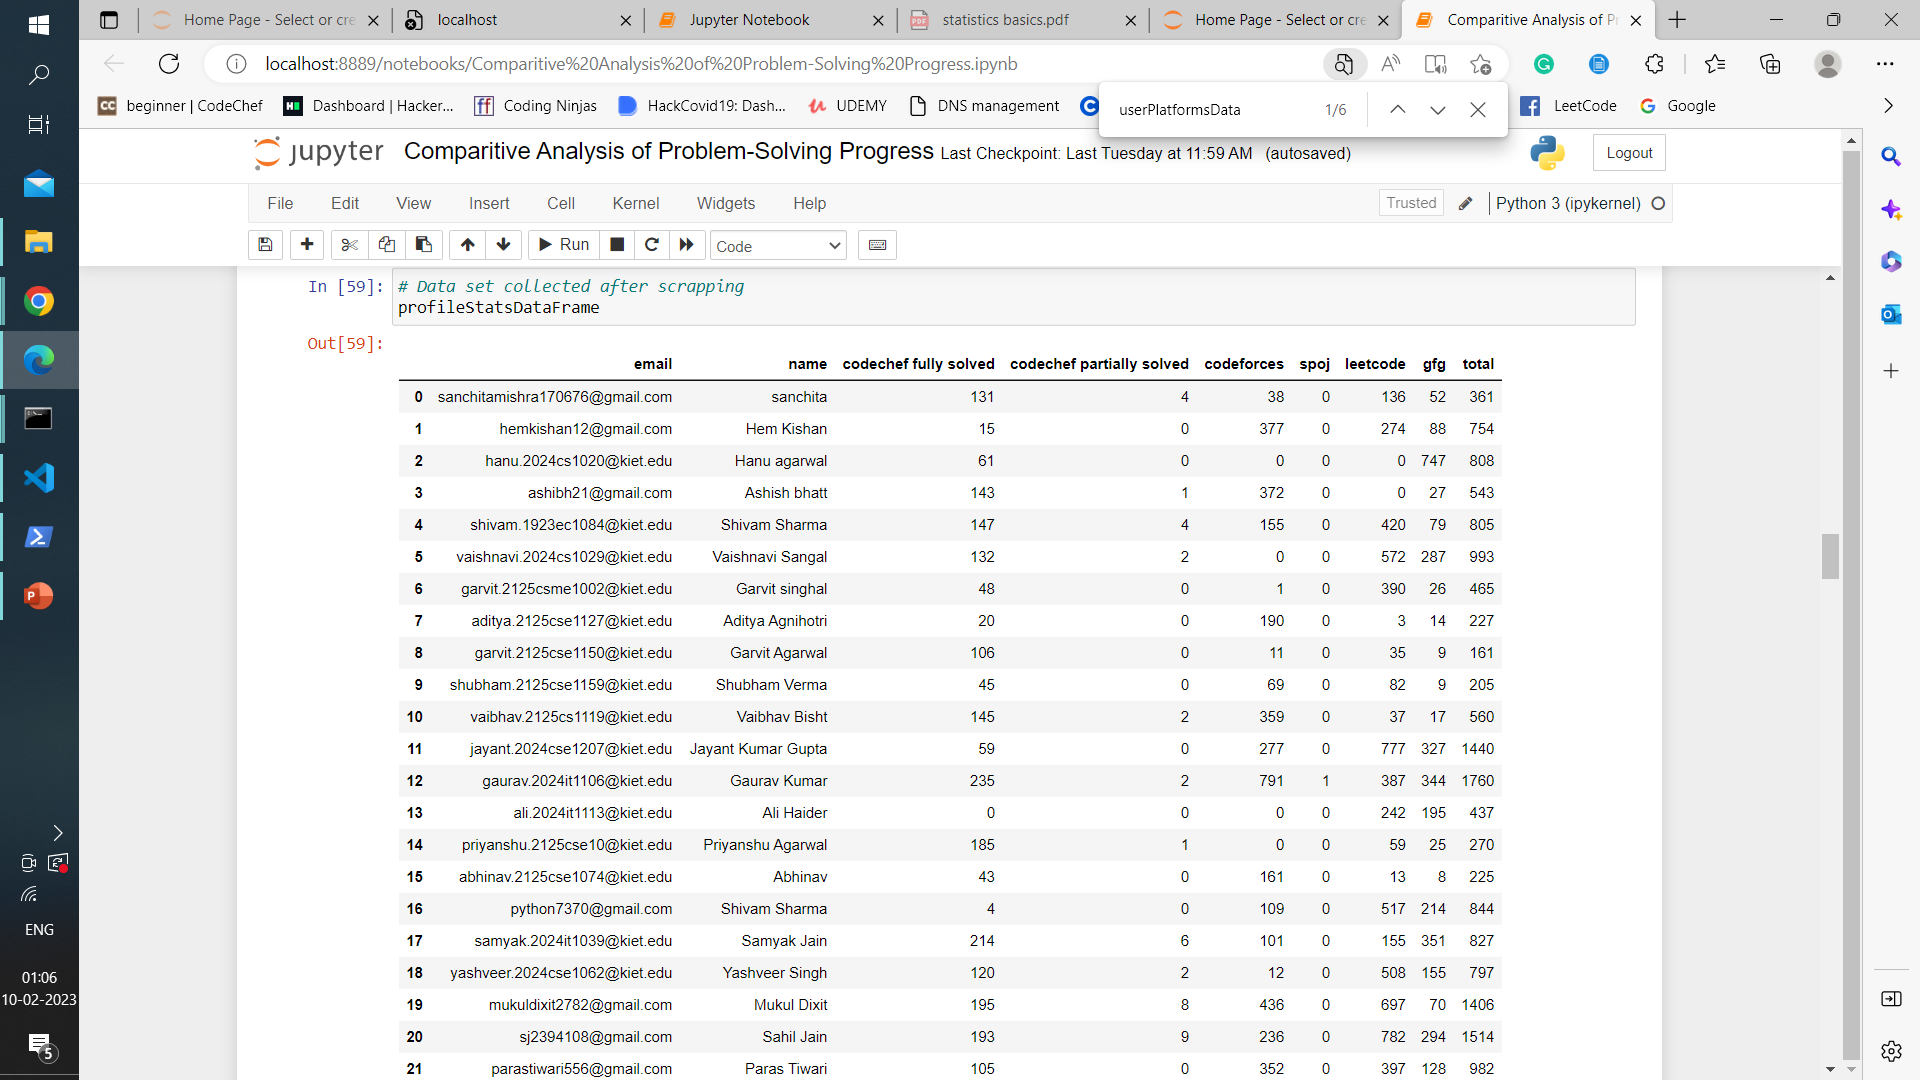 Home Page - Select or cre
localhost
Jupyter Notebook
statistics basics.pdf
Home Page - Select or cre
Comparitive Analysis of Pr
localhost:8889/notebooks/Comparitive%20Analysis%20of%20Problem-Solving%20Progress.ipynb
beginner | CodeChef
Dashboard | Hacker...
Coding Ninjas
HackCovid19: Dash...
UDEMY
DNS management
LeetCode
Google
userPlatformsData 1/6
jupyter Comparitive Analysis of Problem-Solving Progress Last Checkpoint: Last Tuesday at 11:59 AM (autosaved)
Logout
File Edit View Insert Cell Kernel Widgets Help
Trusted
Python 3 (ipykernel)
Run
Code
In [59]: # Data set collected after scrapping
profileStatsDataFrame
Out[59]:
email name codechef fully solved codechef partially solved codeforces spoj leetcode gfg total
0 sanchitamishra170676@gmail.com sanchita 131 4 38 0 136 52 361
1 hemkishan12@gmail.com Hem Kishan 15 0 377 0 274 88 754
2 hanu.2024cs1020@kiet.edu Hanu agarwal 61 0 0 0 0 747 808
3 ashibh21@gmail.com Ashish bhatt 143 1 372 0 0 27 543
4 shivam.1923ec1084@kiet.edu Shivam Sharma 147 4 155 0 420 79 805
5 vaishnavi.2024cs1029@kiet.edu Vaishnavi Sangal 132 2 0 0 572 287 993
6 garvit.2125csme1002@kiet.edu Garvit singhal 48 0 1 0 390 26 465
7 aditya.2125cse1127@kiet.edu Aditya Agnihotri 20 0 190 0 3 14 227
8 garvit.2125cse1150@kiet.edu Garvit Agarwal 106 0 11 0 35 9 161
9 shubham.2125cse1159@kiet.edu Shubham Verma 45 0 69 0 82 9 205
10 vaibhav.2125cs1119@kiet.edu Vaibhav Bisht 145 2 359 0 37 17 560
11 jayant.2024cse1207@kiet.edu Jayant Kumar Gupta 59 0 277 0 777 327 1440
12 gaurav.2024it1106@kiet.edu Gaurav Kumar 235 2 791 1 387 344 1760
13 ali.2024it1113@kiet.edu Ali Haider 0 0 0 0 242 195 437
14 priyanshu.2125cse10@kiet.edu Priyanshu Agarwal 185 1 0 0 59 25 270
15 abhinav.2125cse1074@kiet.edu Abhinav 43 0 161 0 13 8 225
16 python7370@gmail.com Shivam Sharma 4 0 109 0 517 214 844
17 samyak.2024it1039@kiet.edu Samyak Jain 214 6 101 0 155 351 827
18 yashveer.2024cse1062@kiet.edu Yashveer Singh 120 2 12 0 508 155 797
19 mukuldixit2782@gmail.com Mukul Dixit 195 8 436 0 697 70 1406
20 sj2394108@gmail.com Sahil Jain 193 9 236 0 782 294 1514
21 parastiwari556@gmail.com Paras Tiwari 105 0 352 0 397 128 982
ENG
01:06
10-02-2023
5